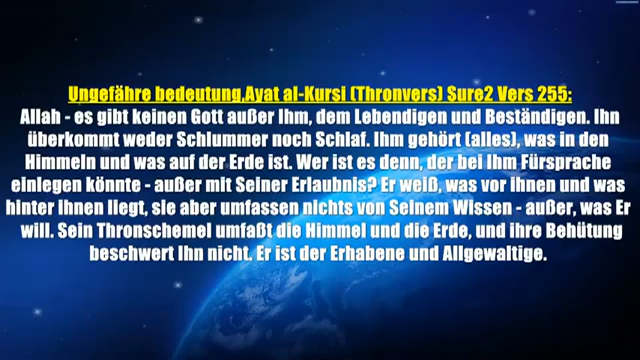 Ungefähre bedeutung,Ayat al-Kursi (Thronvers) Sure2 Vers 255:
Allah - es gibt keinen Gott außer Ihm, dem Lebendigen und Beständigen. Ihn
überkommt weder Schlummer noch Schlaf. Ihm gehört (alles), was in den
Himmeln und was auf der Erde ist. Wer ist es denn, der bei Ihm Fürsprache
einlegen könnte - außer mit Seiner Erlaubnis? Er weiß, was vor ihnen und was
hinter ihnen liegt, sie aber umfassen nichts von Seinem Wissen - außer, was Er
will. Sein Thronschemel umfaßt die Himmel und die Erde, und ihre Behütung
beschwert Ihn nicht. Er ist der Erhabene und Allgewaltige.